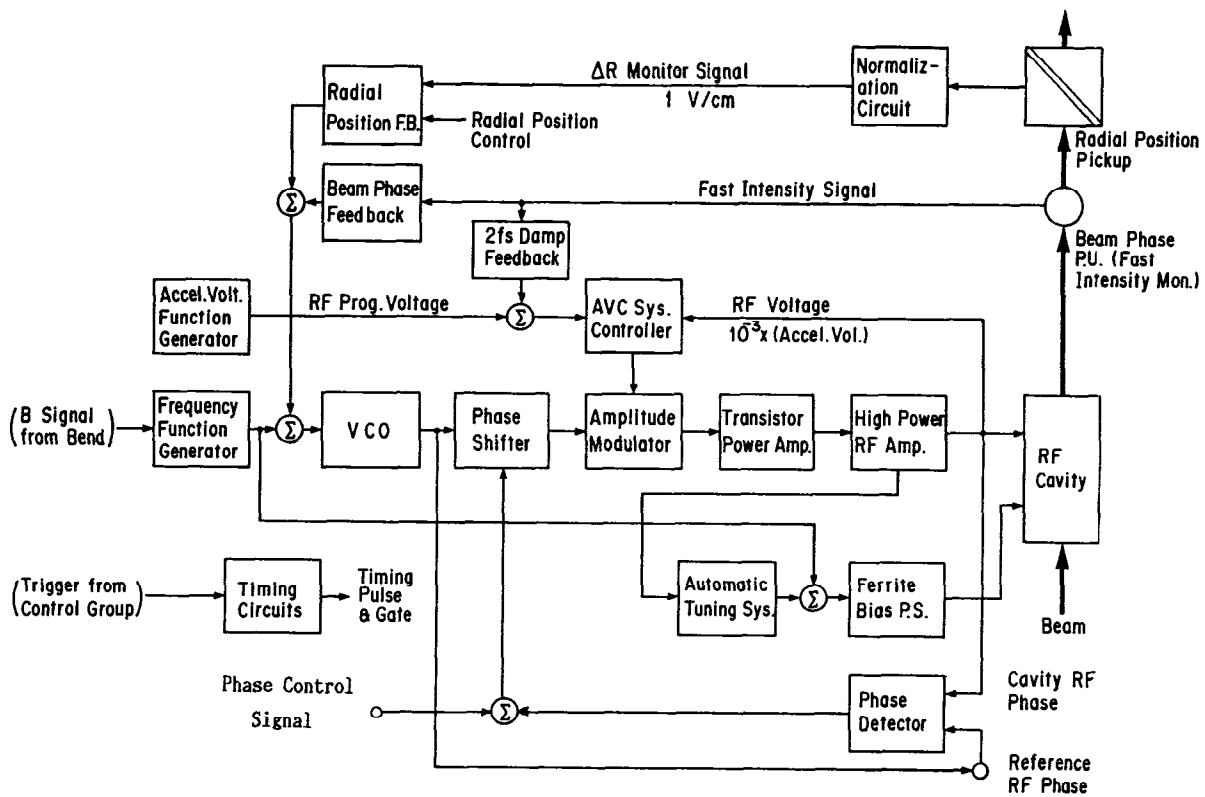 ΔR Monitor Signal
1 V/cm
Normaliz-
ation
Circuit
Radial
Position F.B.
Radial Position
Control
Radial Position
Pickup
Σ
Beam Phase
Feedback
Fast Intensity Signal
2fs Damp
Feedback
Beam Phase
P.U. (Fast
Intensity Mon.)
Accel.Volt.
Function
Generator
RF Prog.Voltage
Σ
AVC Sys.
Controller
RF Voltage
10⁻³x (Accel.Vol.)
(B Signal
from Bend)
Frequency
Function
Generator
Σ
VCO
Phase
Shifter
Amplitude
Modulator
Transistor
Power Amp.
High Power
RF Amp.
RF
Cavity
(Trigger from
Control Group)
Timing
Circuits
Timing
Pulse
& Gate
Automatic
Tuning Sys.
Σ
Ferrite
Bias P.S.
Beam
Phase Control
Signal
Σ
Phase
Detector
Cavity RF
Phase
Reference
RF Phase